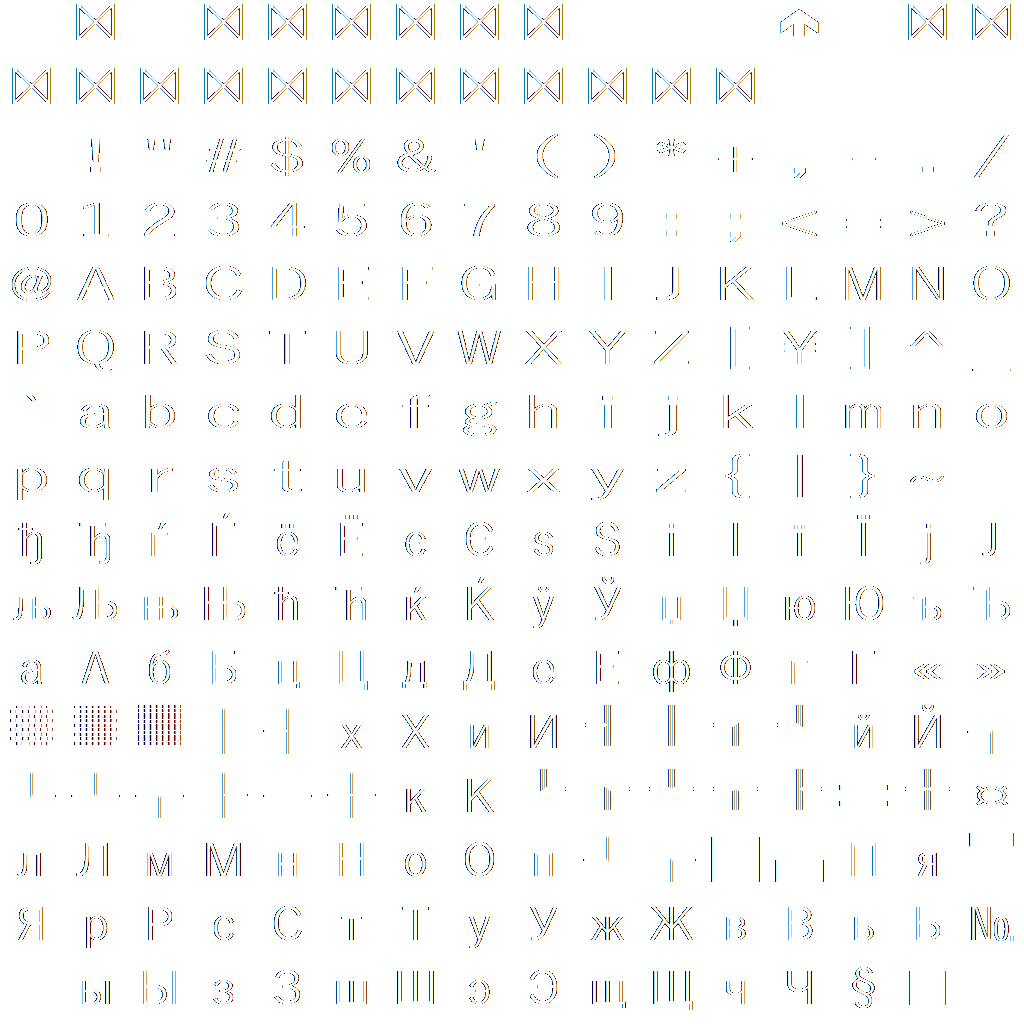 ! " # $ % & ' ( ) * + , - . /
0 1 2 3 4 5 6 7 8 9 : ; < = > ?
@ A B C D E F G H I J K L M N O
P Q R S T U V W X Y Z [ ¥ ] ^ _
` a b c d e f g h i j k l m n o
p q r s t u v w x y z { | } ~
ђ Ђ ѓ Ѓ ё Ё є Є ѕ Ѕ і І ї Ї ј Ј
љ Љ њ Њ ћ Ћ ќ Ќ ў Ў џ Џ ю Ю ъ Ъ
а А б Б ц Ц д Д е Е ф Ф г Г « »
░ ▒ ▓ │ ┤ х Х и И ╣ ║ ╗ ╝ й Й ┐
└ ┴ ┬ ├ ─ ┼ к К ╚ ╔ ╩ ╦ ╠ ═ ╬ ¤
л Л м М н Н о О п ┘ ┌ █ ▄ П я ▀
Я р Р с С т Т у У ж Ж в В ь Ь №
ы Ы з З ш Ш э Э щ Щ ч Ч § ■